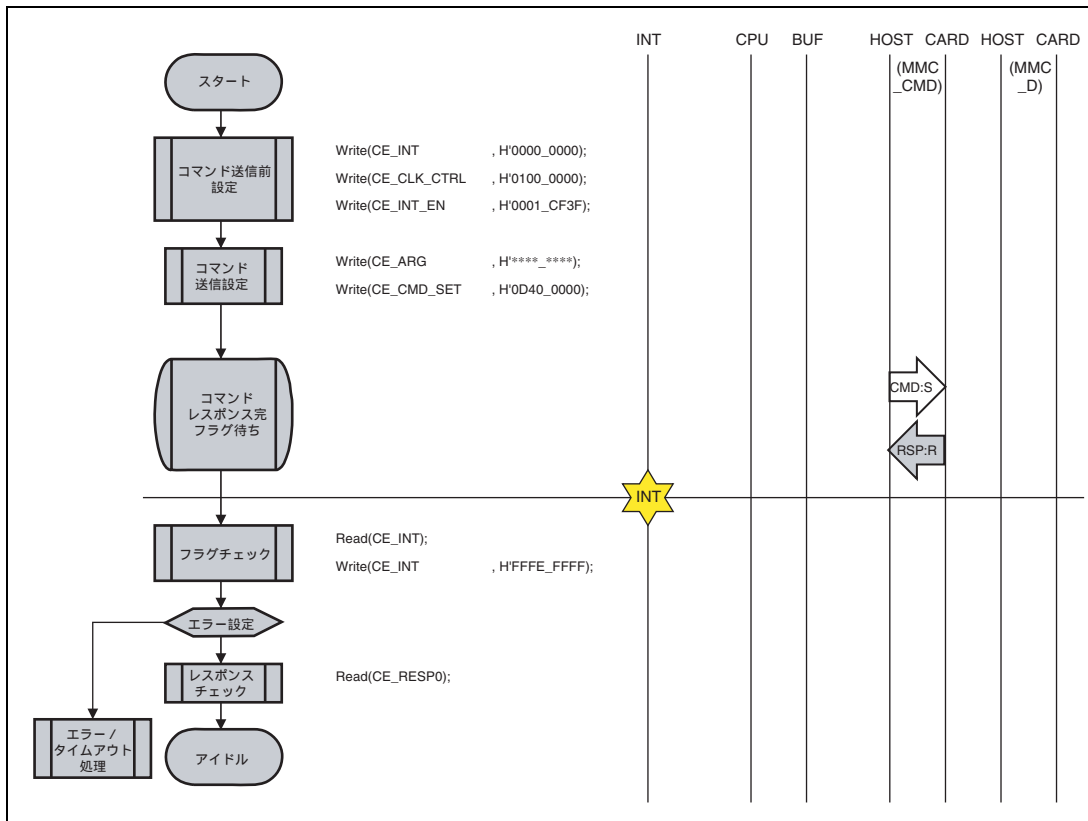 INT CPU BUF HOST CARD HOST CARD
(MMC
_CMD)
(MMC
_D)
スタート
コマンド送信前
設定
Write(CE_INT , H'0000_0000);
Write(CE_CLK_CTRL , H'0100_0000);
Write(CE_INT_EN , H'0001_CF3F);
コマンド
送信設定
Write(CE_ARG , H'****_****);
Write(CE_CMD_SET , H'0D40_0000);
コマンド
レスポンス完
フラグ待ち
CMD:S
RSP:R
INT
フラグチェック
Read(CE_INT);
Write(CE_INT , H'FFFE_FFFF);
エラー設定
レスポンス
チェック
Read(CE_RESP0);
エラー /
タイムアウト
処理
アイドル